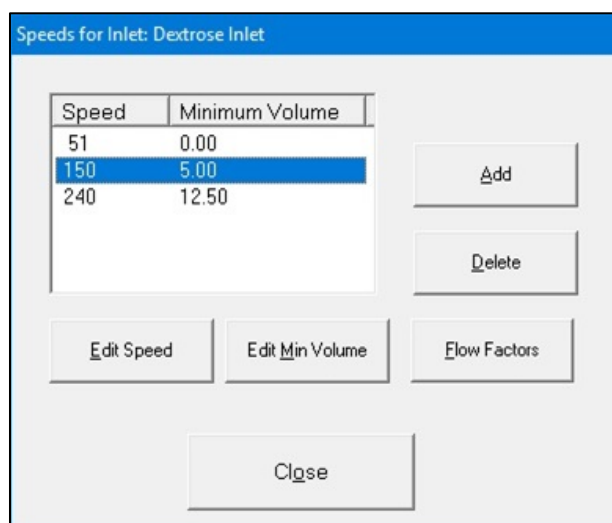 Speeds for Inlet: Dextrose Inlet
Speed Minimum Volume
51 0.00
150 5.00
240 12.50
Add
Delete
Edit Speed Edit Min Volume Flow Factors
Close